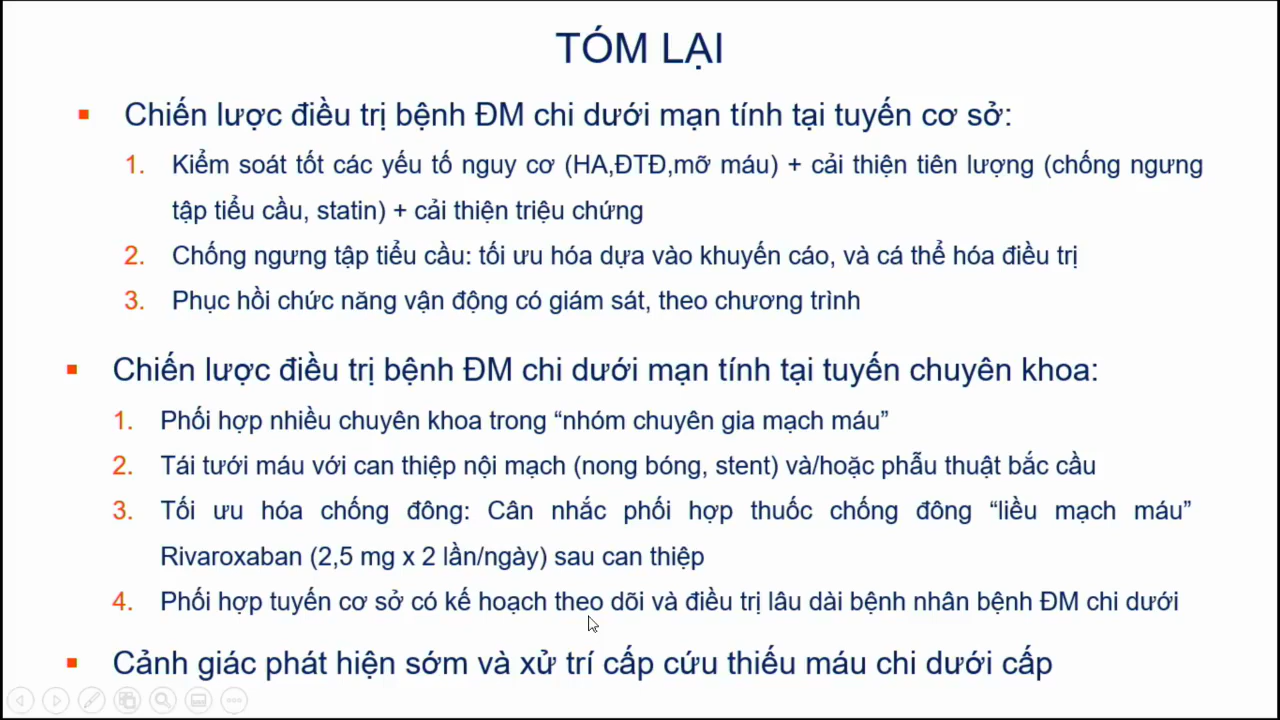 TÓM LẠI
Chiến lược điều trị bệnh ĐM chi dưới mạn tính tại tuyến cơ sở:
1. Kiểm soát tốt các yếu tố nguy cơ (HA,ĐTĐ,mỡ máu) + cải thiện tiên lượng (chống ngưng
tập tiểu cầu, statin) + cải thiện triệu chứng
2. Chống ngưng tập tiểu cầu: tối ưu hóa dựa vào khuyến cáo, và cá thể hóa điều trị
3. Phục hồi chức năng vận động có giám sát, theo chương trình
Chiến lược điều trị bệnh ĐM chi dưới mạn tính tại tuyến chuyên khoa:
1. Phối hợp nhiều chuyên khoa trong “nhóm chuyên gia mạch máu”
2. Tái tưới máu với can thiệp nội mạch (nong bóng, stent) và/hoặc phẫu thuật bắc cầu
3. Tối ưu hóa chống đông: Cân nhắc phối hợp thuốc chống đông “liều mạch máu”
Rivaroxaban (2,5 mg x 2 lần/ngày) sau can thiệp
4. Phối hợp tuyến cơ sở có kế hoạch theo dõi và điều trị lâu dài bệnh nhân bệnh ĐM chi dưới
Cảnh giác phát hiện sớm và xử trí cấp cứu thiếu máu chi dưới cấp